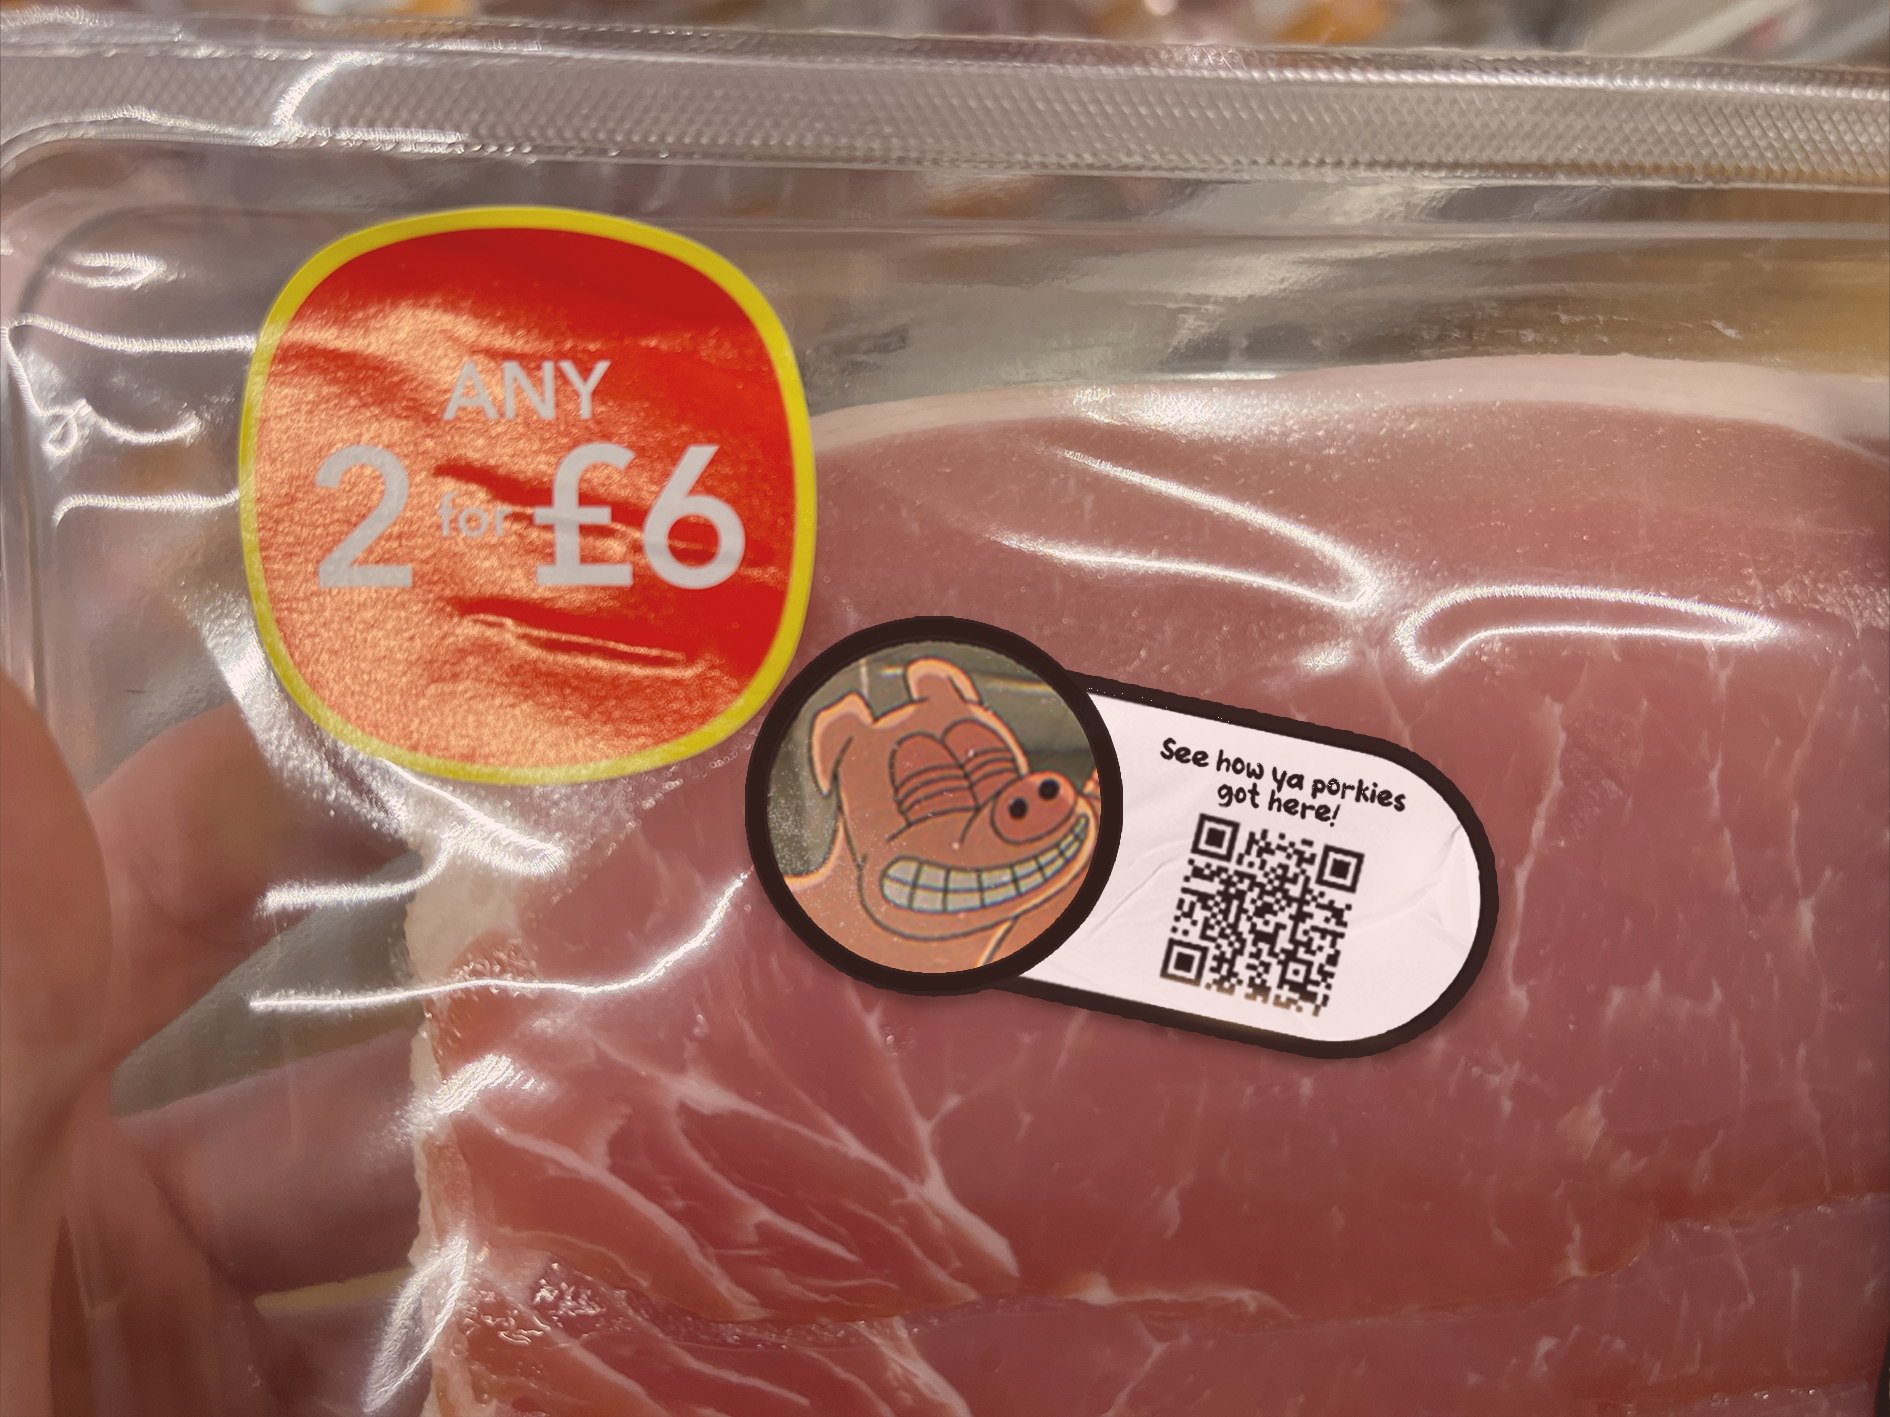 ANY
2 for £6
See how ya porkies
got here!